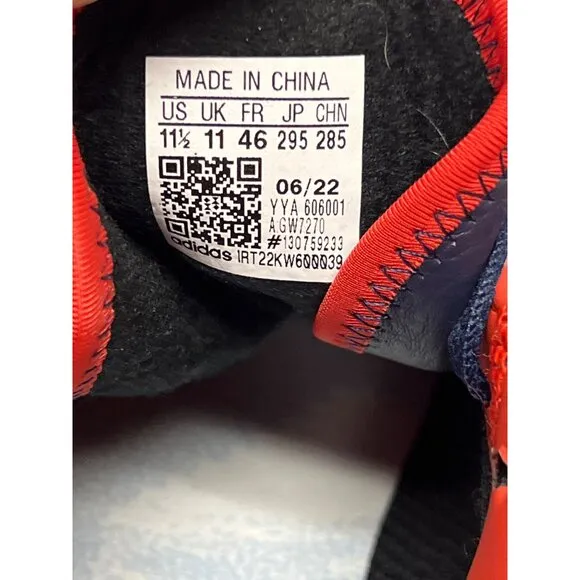 MADE IN CHINA
US UK FR JP CHN
11½ 11 46 295 285
06/22
YYA 606001
A:GW7270
#130759233
adidas IRT22KW600039